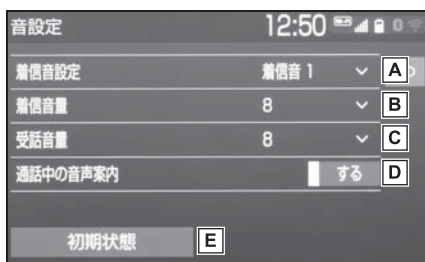 音設定 12:50
着信音設定 着信音 1 A
着信音量 8 B
受話音量 8 C
通話中の音声案内 する D
初期状態 E